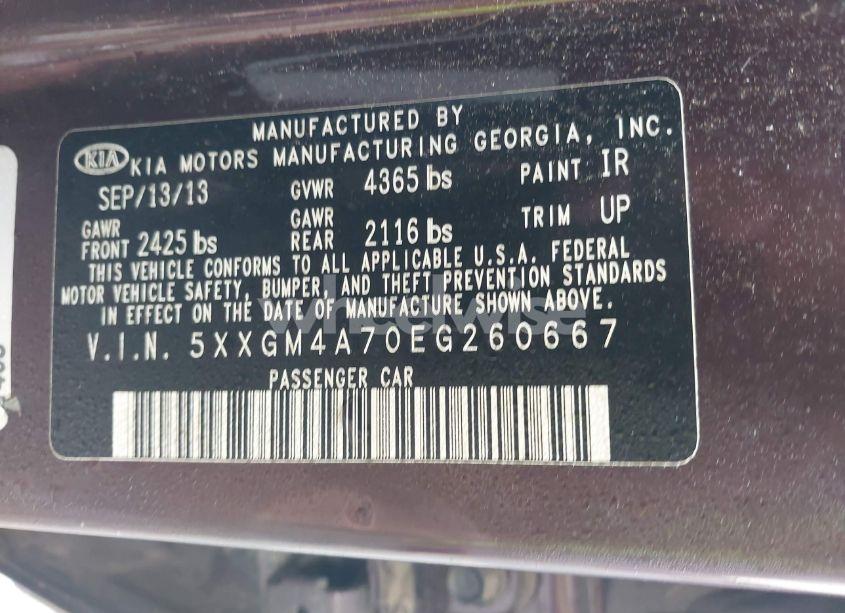 MANUFACTURED BY
KIA KIA MOTORS MANUFACTURING GEORGIA, INC.
SEP/13/13 GVWR 4365 lbs PAINT IR
GAWR FRONT 2425 lbs GAWR REAR 2116 lbs TRIM UP
THIS VEHICLE CONFORMS TO ALL APPLICABLE U.S.A. FEDERAL
MOTOR VEHICLE SAFETY, BUMPER, AND THEFT PREVENTION STANDARDS
IN EFFECT ON THE DATE OF MANUFACTURE SHOWN ABOVE.
wheelwise
V.I.N. 5XXGM4A70EG260667
PASSENGER CAR